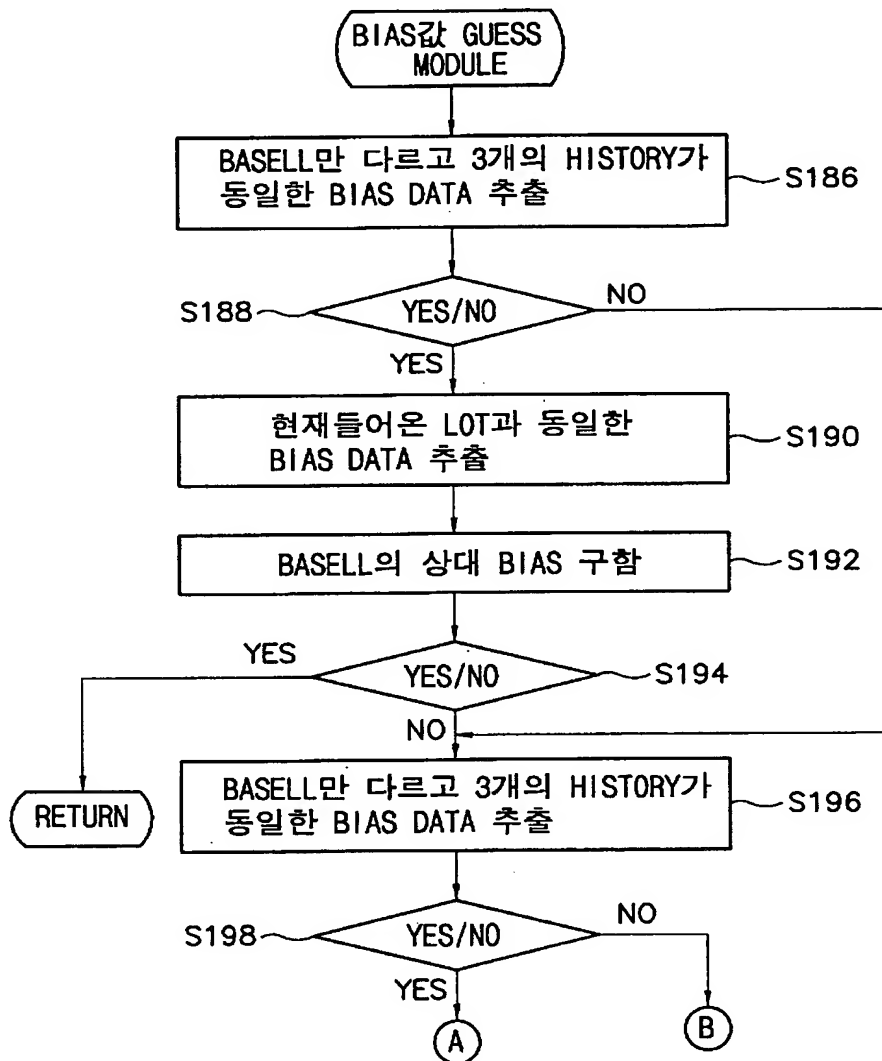 BIAS값 GUESS
MODULE
BASELL만 다르고 3개의 HISTORY가
동일한 BIAS DATA 추출
S186
S188
YES/NO
NO
YES
현재들어온 LOT과 동일한
BIAS DATA 추출
S190
BASELL의 상대 BIAS 구함
S192
YES
YES/NO
S194
NO
BASELL만 다르고 3개의 HISTORY가
동일한 BIAS DATA 추출
S196
RETURN
S198
YES/NO
NO
YES
A
B